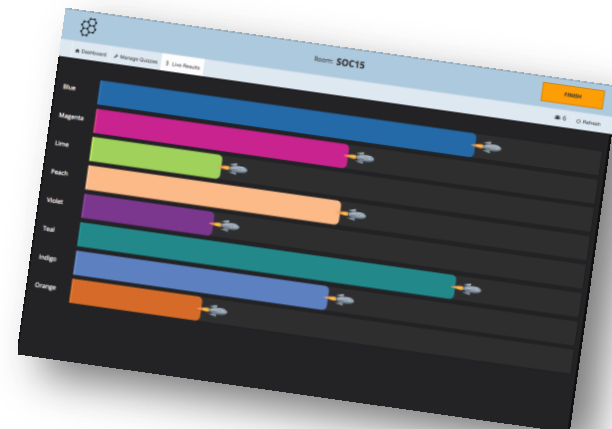 Room: SOC15
FINISH
Dashboard Manage Quizzes Live Results
6 Refresh
Blue
Magenta
Lime
Peach
Violet
Teal
Indigo
Orange